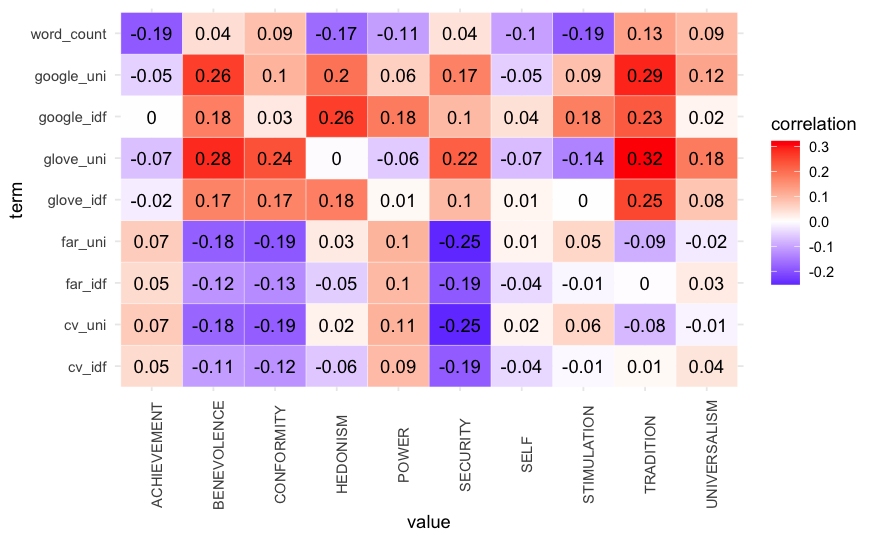 word_count -0.19 0.04 0.09 -0.17 -0.11 0.04 -0.1 -0.19 0.13 0.09
google_uni -0.05 0.26 0.1 0.2 0.06 0.17 -0.05 0.09 0.29 0.12
google_idf 0 0.18 0.03 0.26 0.18 0.1 0.04 0.18 0.23 0.02
glove_uni -0.07 0.28 0.24 0 -0.06 0.22 -0.07 -0.14 0.32 0.18
glove_idf -0.02 0.17 0.17 0.18 0.01 0.1 0.01 0 0.25 0.08
far_uni 0.07 -0.18 -0.19 0.03 0.1 -0.25 0.01 0.05 -0.09 -0.02
far_idf 0.05 -0.12 -0.13 -0.05 0.1 -0.19 -0.04 -0.01 0 0.03
cv_uni 0.07 -0.18 -0.19 0.02 0.11 -0.25 0.02 0.06 -0.08 -0.01
cv_idf 0.05 -0.11 -0.12 -0.06 0.09 -0.19 -0.04 -0.01 0.01 0.04
term
ACHIEVEMENT
BENEVOLENCE
CONFORMITY
HEDONISM
POWER
SECURITY
SELF
STIMULATION
TRADITION
UNIVERSALISM
value
correlation
0.3
0.2
0.1
0.0
-0.1
-0.2